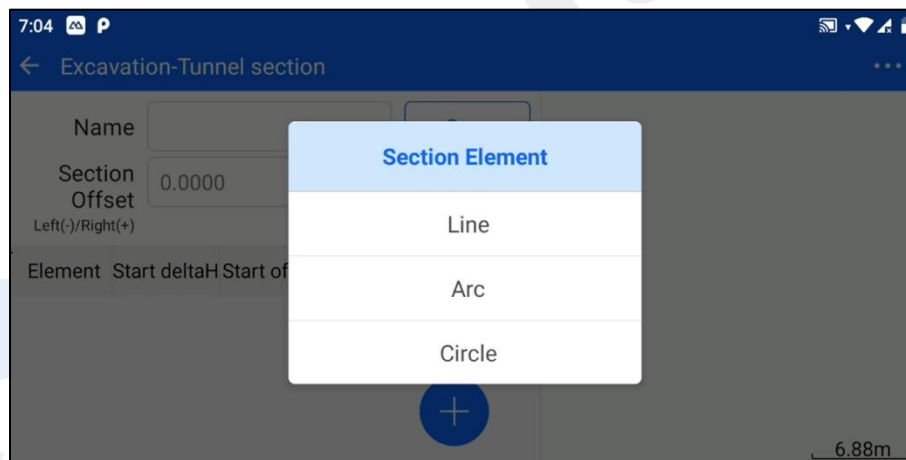 7:04
Excavation-Tunnel section
Name
Section
Offset
0.0000
Left(-)/Right(+)
Element Start deltaH Start of
Section Element
Line
Arc
Circle
6.88m